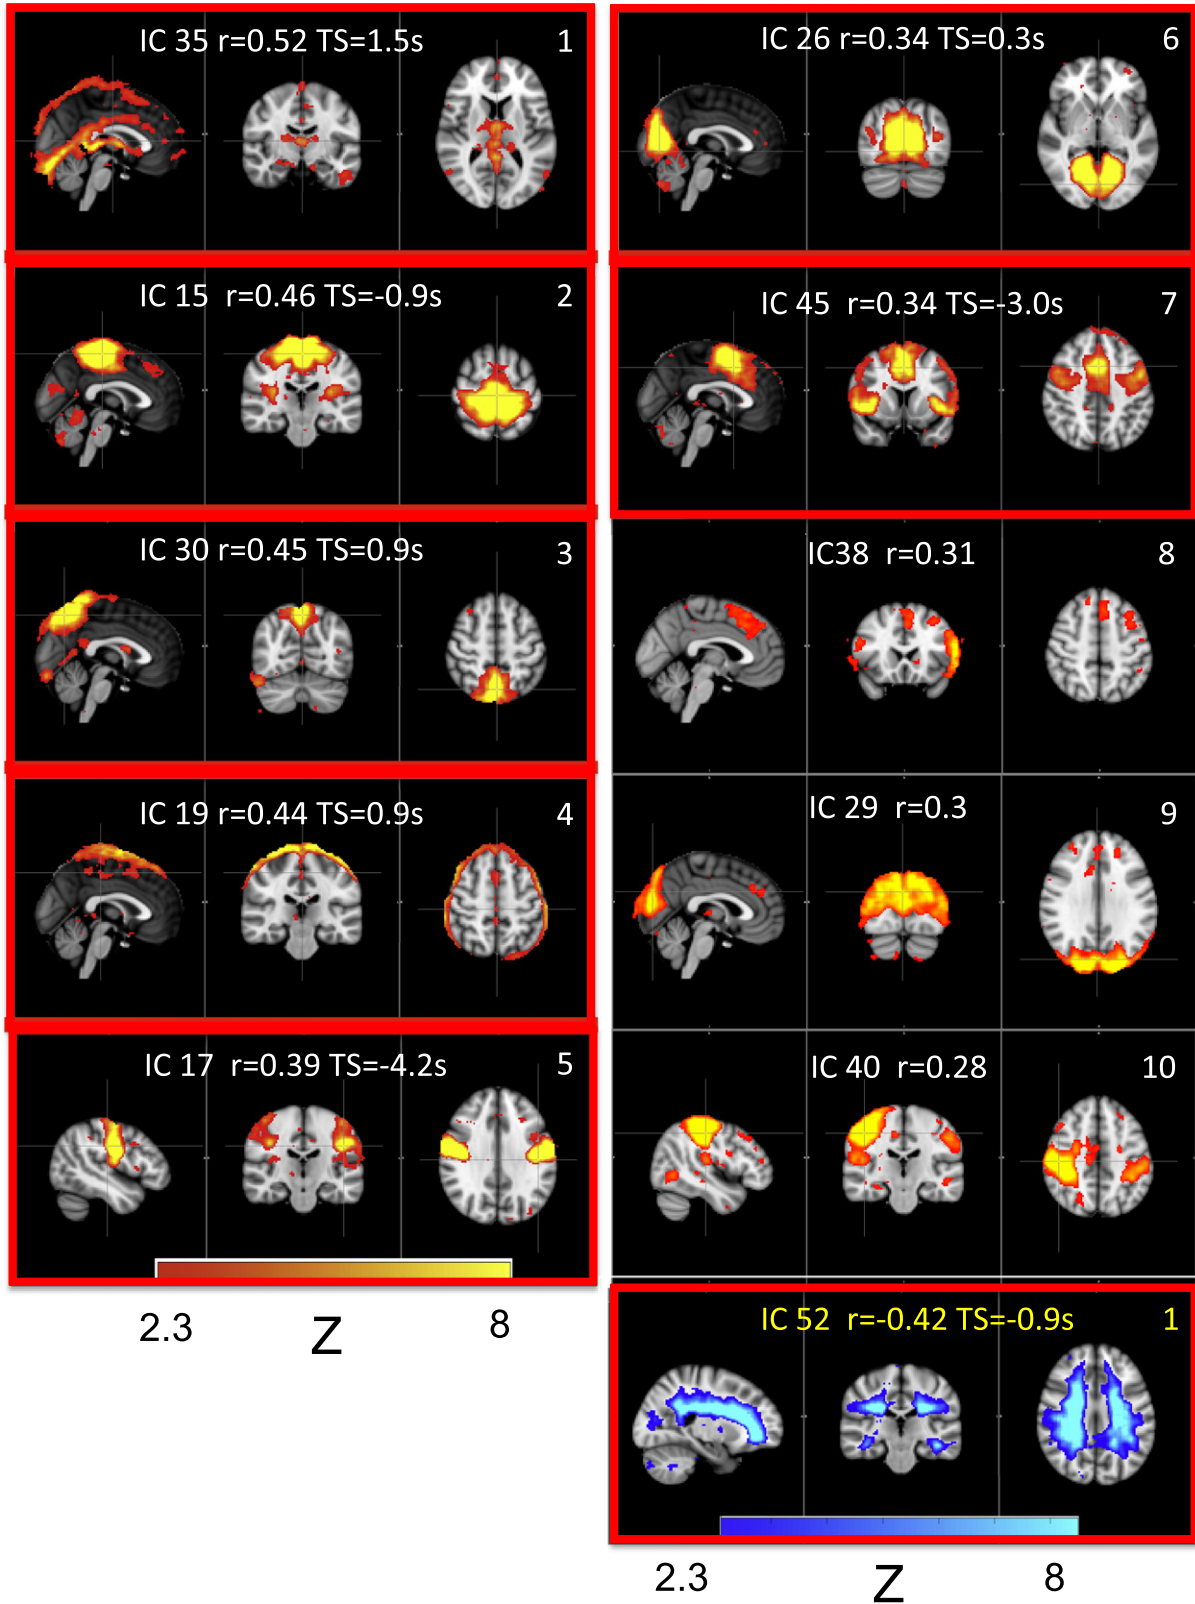 IC 35 r=0.52 TS=1.5s 1
IC 15 r=0.46 TS=-0.9s 2
IC 30 r=0.45 TS=0.9s 3
IC 19 r=0.44 TS=0.9s 4
IC 17 r=0.39 TS=-4.2s 5
2.3 Z 8
IC 26 r=0.34 TS=0.3s 6
IC 45 r=0.34 TS=-3.0s 7
IC38 r=0.31 8
IC 29 r=0.3 9
IC 40 r=0.28 10
IC 52 r=-0.42 TS=-0.9s 1
2.3 Z 8